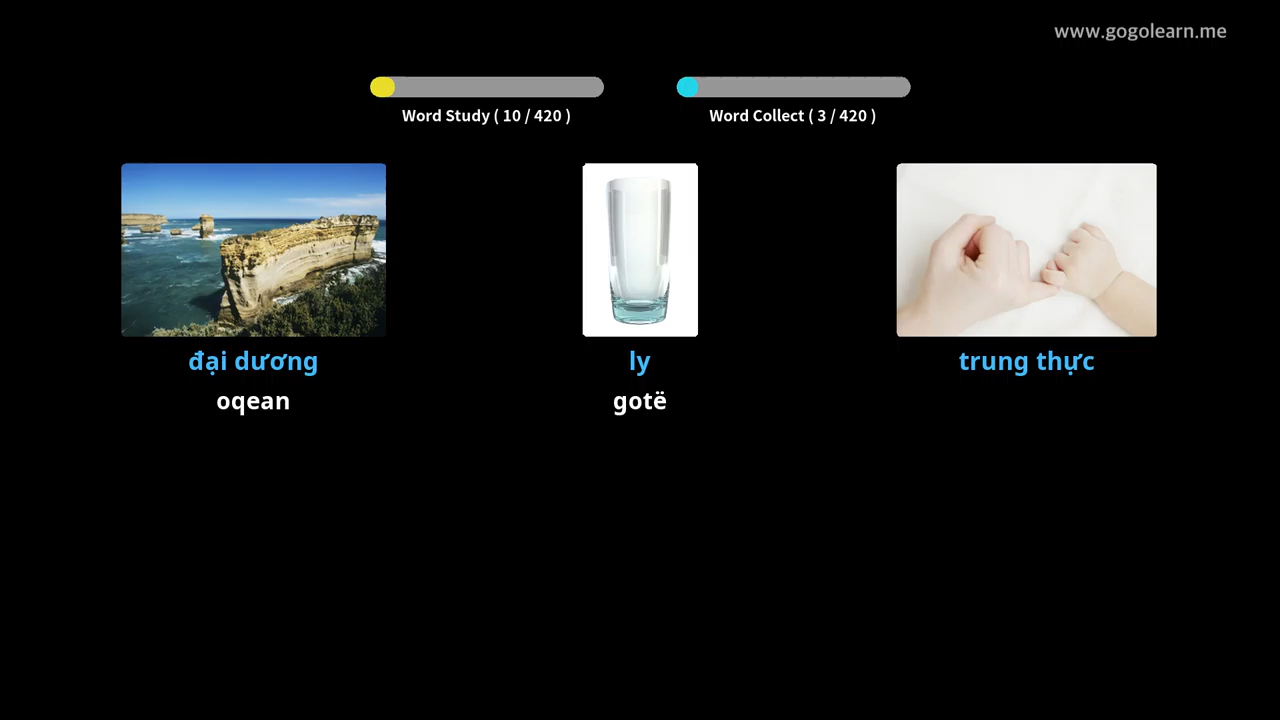 www.gogolearn.me
Word Study ( 10 / 420 )
Word Collect ( 3 / 420 )
đại dương
ly
trung thực
oqean
gotë